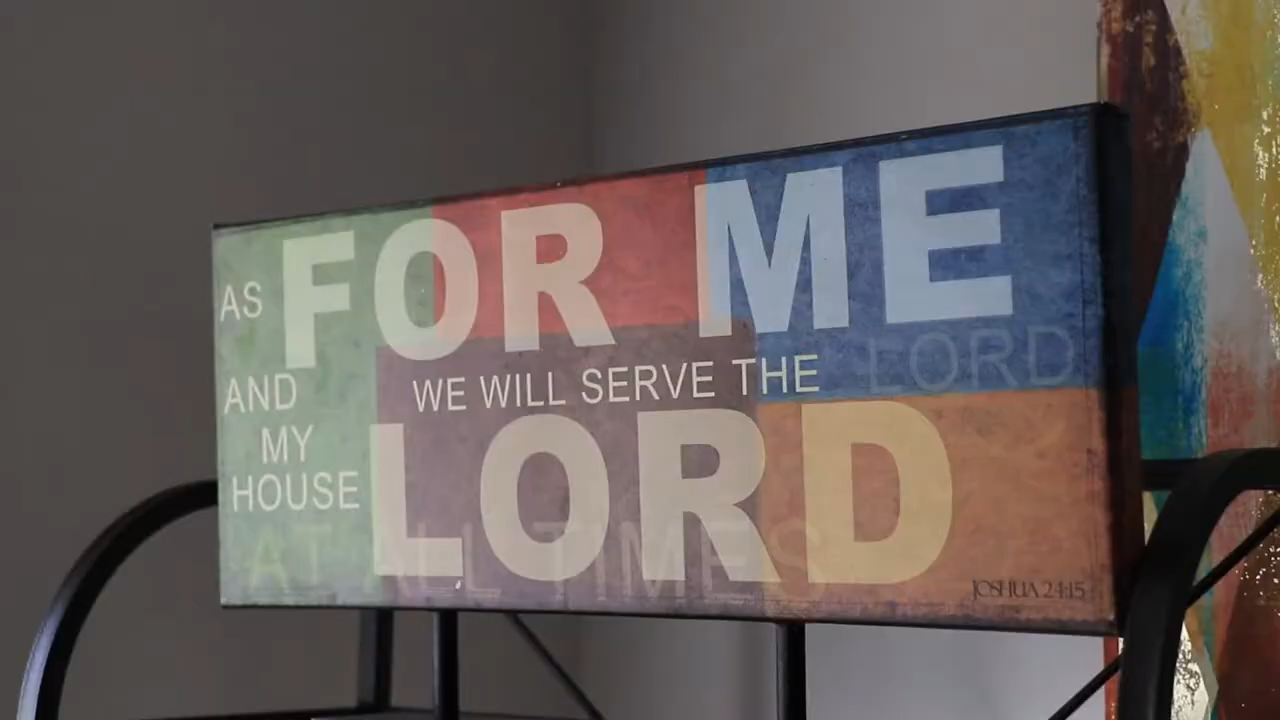 AS FOR ME
AND
MY
HOUSE
WE WILL SERVE THE
LORD
LORD
AT ALL TIMES
JOSHUA 24:15